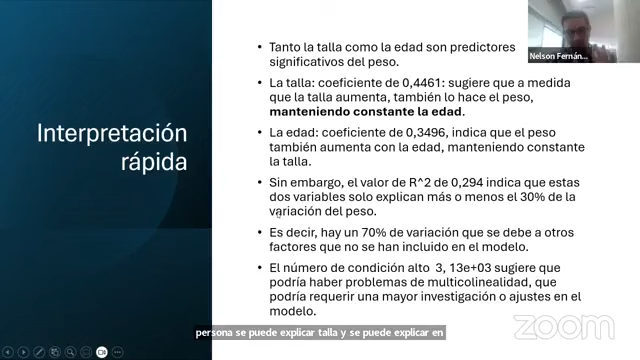 Interpretación
rápida
• Tanto la talla como la edad son predictores
significativos del peso.
• La talla: coeficiente de 0,4461: sugiere que a medida
que la talla aumenta, también lo hace el peso,
manteniendo constante la edad.
• La edad: coeficiente de 0,3496, indica que el peso
también aumenta con la edad, manteniendo constante
la talla.
• Sin embargo, el valor de R^2 de 0,294 indica que estas
dos variables solo explican más o menos el 30% de la
variación del peso.
• Es decir, hay un 70% de variación que se debe a otros
factores que no se han incluido en el modelo.
• El número de condición alto 3, 13e+03 sugiere que
podría haber problemas de multicolinealidad, que
podría requerir una mayor investigación o ajustes en el
modelo.
Nelson Fernán...
persona se puede explicar talla y se puede explicar en
zoom